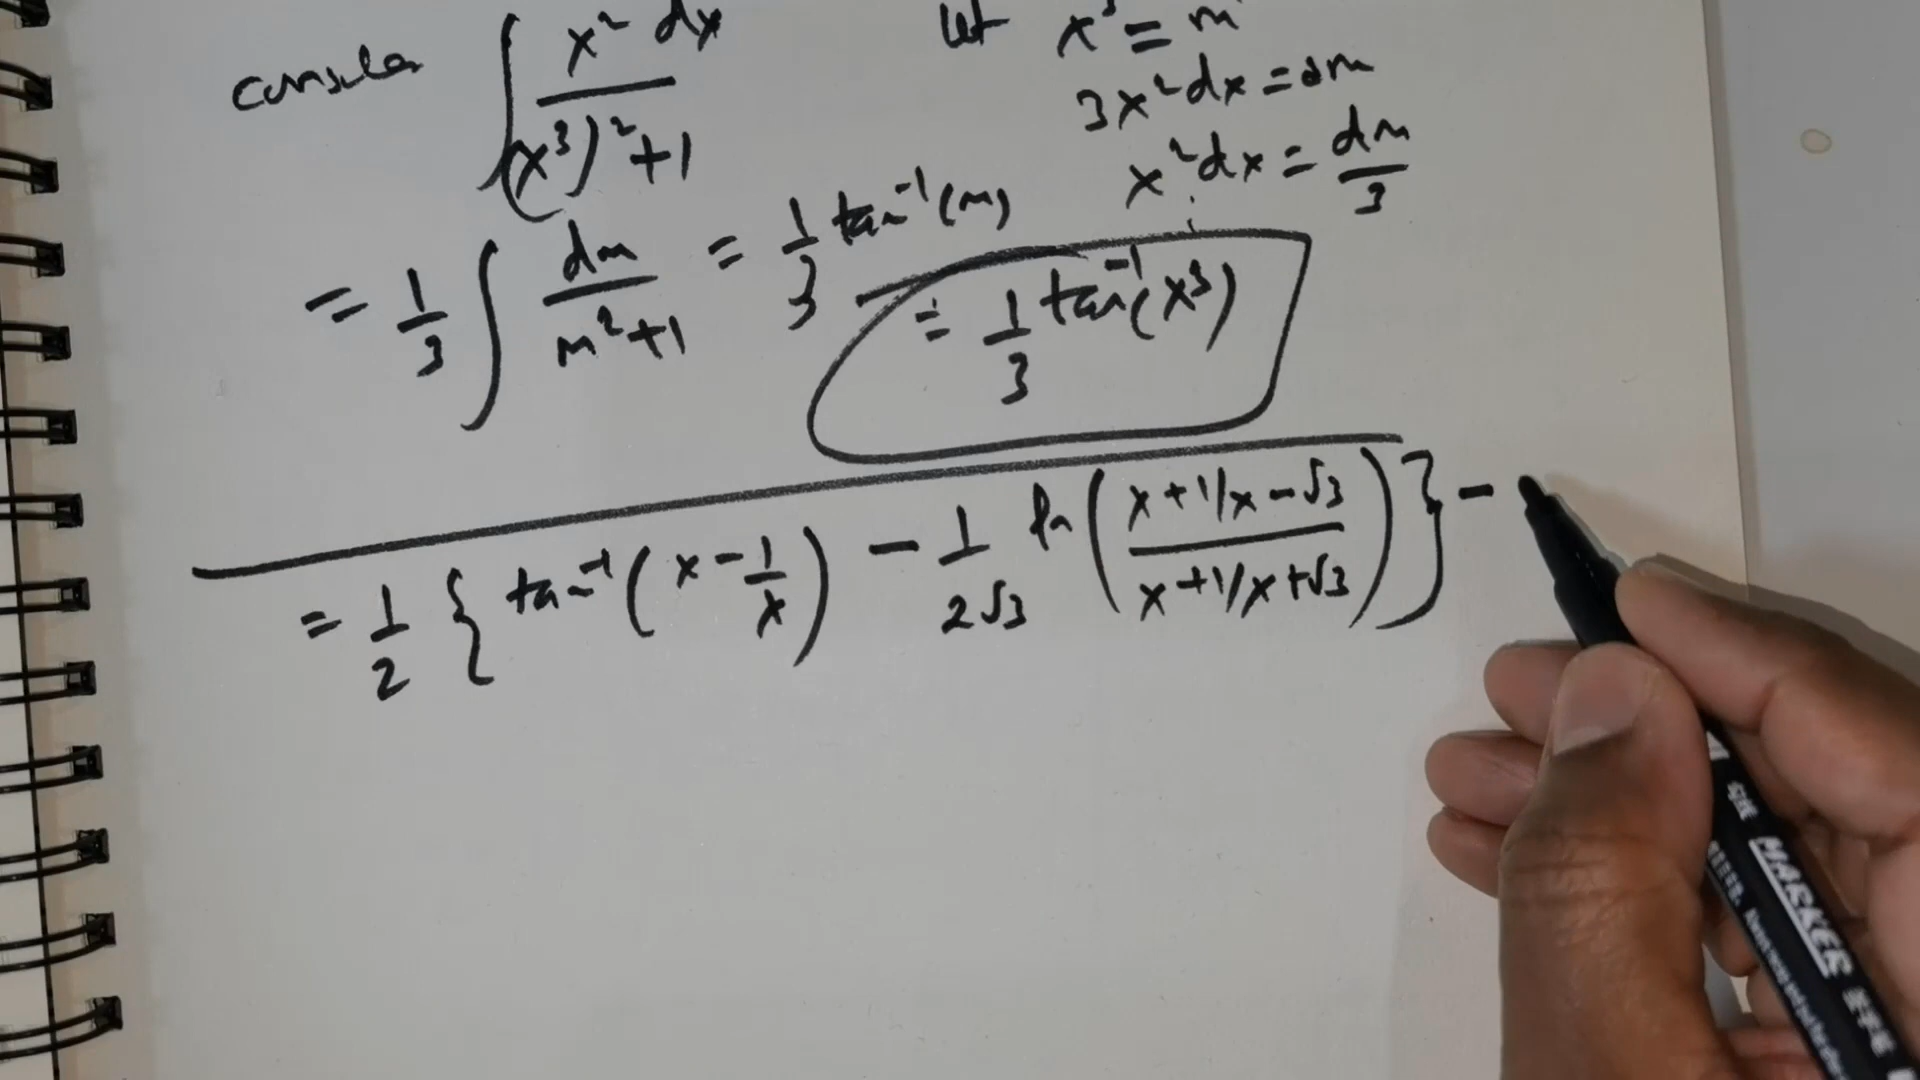 consider ∫ x² dx / (x³)² + 1
let x³ = m
3x² dx = dm
x² dx = dm/3
= 1/3 ∫ dm / m² + 1 = 1/3 tan⁻¹(m)
= 1/3 tan⁻¹(x³)
= 1/2 { tan⁻¹( x − 1/x ) − 1/2√3 ln( x + 1/x − √3 / x + 1/x + √3 ) } −
MARKER